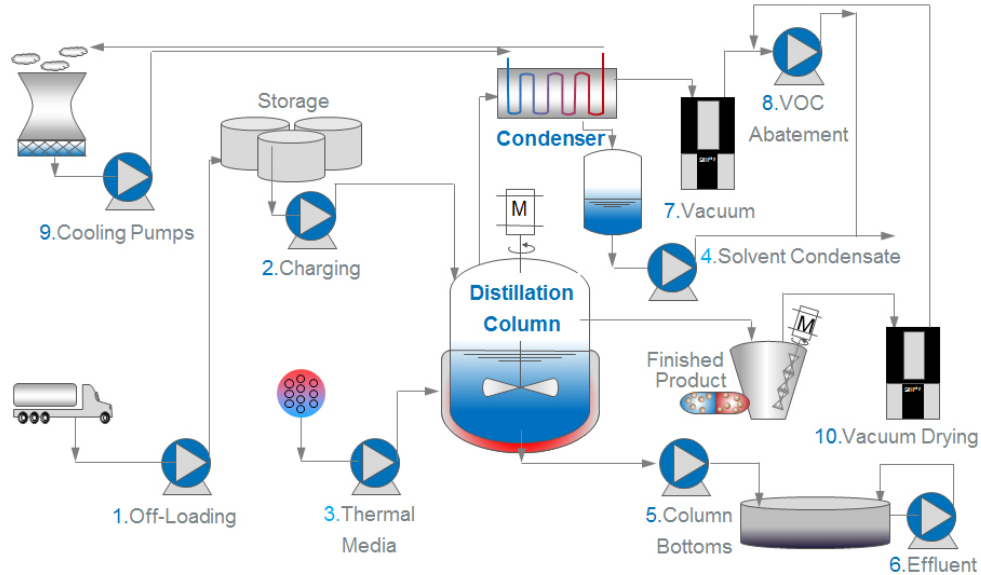 Storage
Condenser
8.VOC
Abatement
7.Vacuum
9.Cooling Pumps
M
2.Charging
4.Solvent Condensate
Distillation
Column
M
Finished
Product
10.Vacuum Drying
1.Off-Loading
3.Thermal
Media
5.Column
Bottoms
6.Effluent